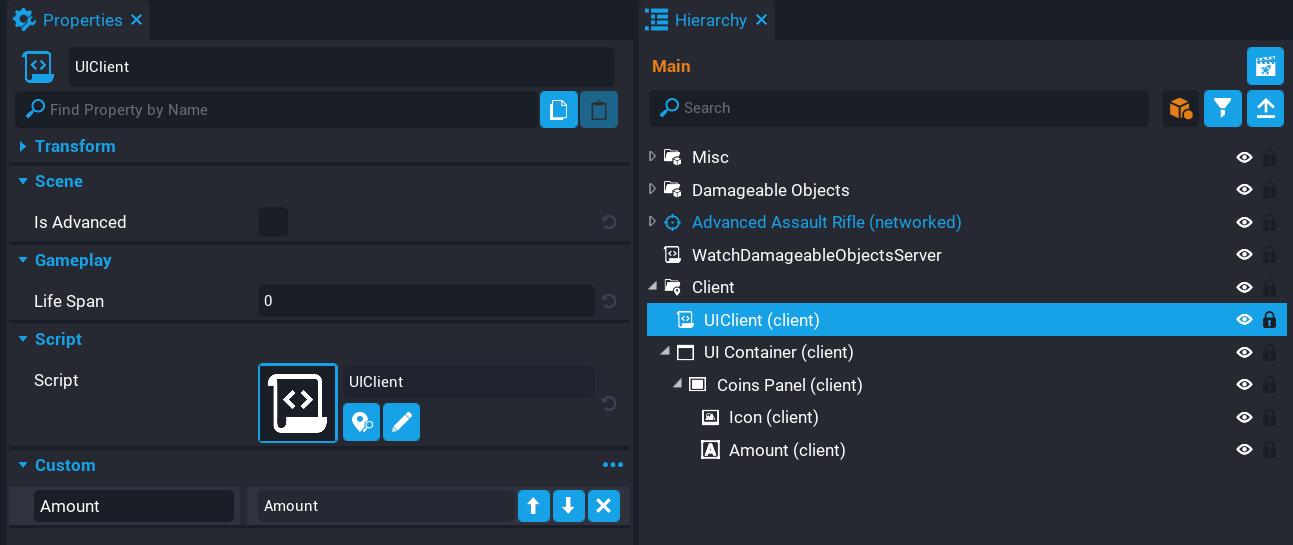 Properties
UIClient
Find Property by Name
Transform
Scene
Is Advanced
Gameplay
Life Span 0
Script
Script UIClient
Custom
Amount Amount
Hierarchy
Main
Search
Misc
Damageable Objects
Advanced Assault Rifle (networked)
WatchDamageableObjectsServer
Client
UIClient (client)
UI Container (client)
Coins Panel (client)
Icon (client)
Amount (client)